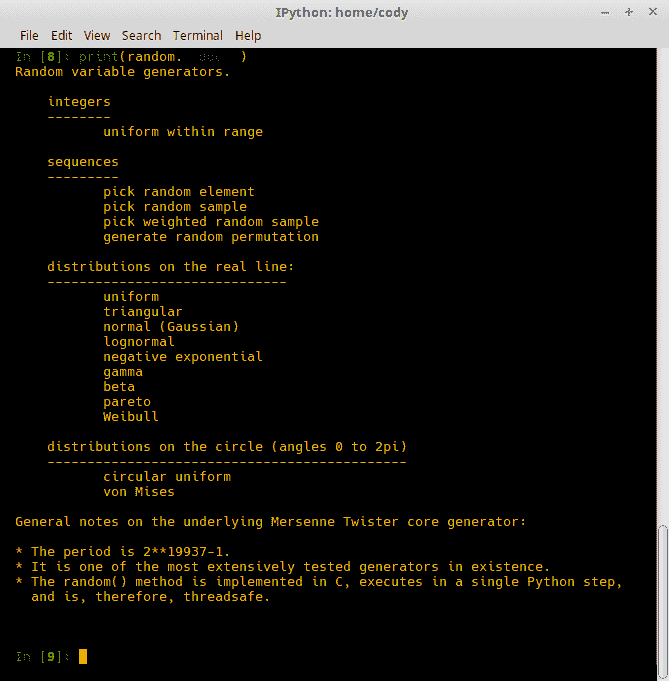 IPython: home/cody
File Edit View Search Terminal Help
In [8]: print(random. )
Random variable generators.
integers
--------
uniform within range
sequences
---------
pick random element
pick random sample
pick weighted random sample
generate random permutation
distributions on the real line:
------------------------------
uniform
triangular
normal (Gaussian)
lognormal
negative exponential
gamma
beta
pareto
Weibull
distributions on the circle (angles 0 to 2pi)
---------------------------------------------
circular uniform
von Mises
General notes on the underlying Mersenne Twister core generator:
* The period is 2**19937-1.
* It is one of the most extensively tested generators in existence.
* The random() method is implemented in C, executes in a single Python step,
and is, therefore, threadsafe.
In [9]: